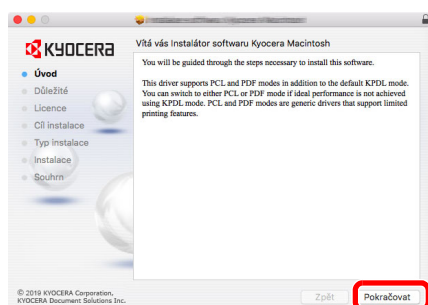 KYOCERA
Vítá vás Instalátor softwaru Kyocera Macintosh
Úvod
Důležité
Licence
Cíl instalace
Typ instalace
Instalace
Souhrn
You will be guided through the steps necessary to install this software.
This driver supports PCL and PDF modes in addition to the default KPDL mode.
You can switch to either PCL or PDF mode if ideal performance is not achieved
using KPDL mode. PCL and PDF modes are generic drivers that support limited
printing features.
© 2019 KYOCERA Corporation,
KYOCERA Document Solutions Inc.
Zpět
Pokračovat